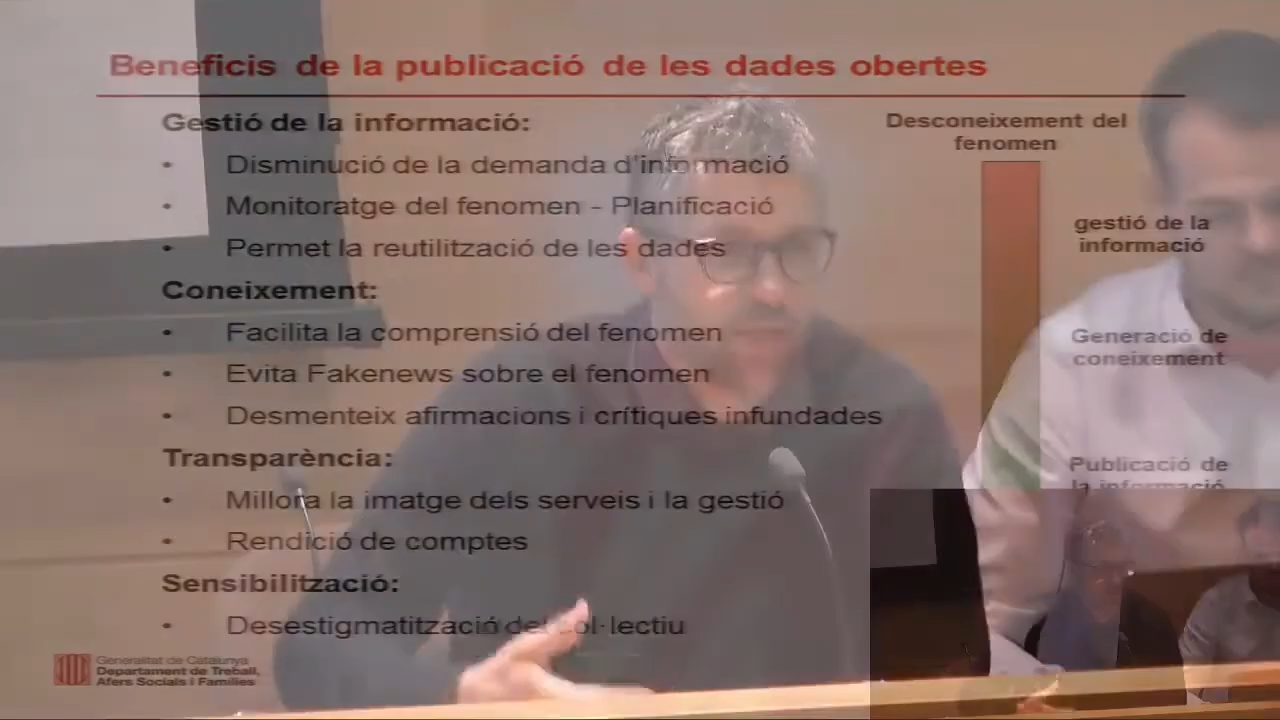 Beneficis de la publicació de les dades obertes
Gestió de la informació:
• Disminució de la demanda d'informació
• Monitoratge del fenomen - Planificació
• Permet la reutilització de les dades
Coneixement:
• Facilita la comprensió del fenomen
• Evita Fakenews sobre el fenomen
• Desmenteix afirmacions i crítiques infundades
Transparència:
• Millora la imatge dels serveis i la gestió
• Rendició de comptes
Sensibilització:
• Desestigmatització del col·lectiu
Desconeixement del
fenomen
gestió de la
informació
Generació de
coneixement
Publicació de
la informació
Generalitat de Catalunya
Departament de Treball,
Afers Socials i Famílies